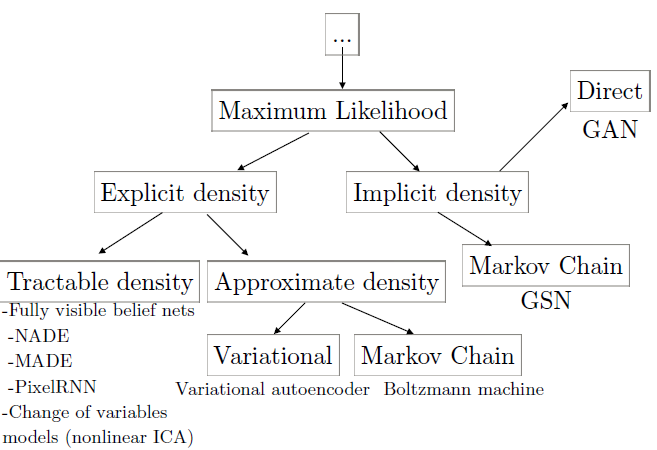 ...
Maximum Likelihood
Direct
GAN
Explicit density
Implicit density
Tractable density
-Fully visible belief nets
-NADE
-MADE
-PixelRNN
-Change of variables
models (nonlinear ICA)
Approximate density
Variational
Variational autoencoder
Markov Chain
Boltzmann machine
Markov Chain
GSN